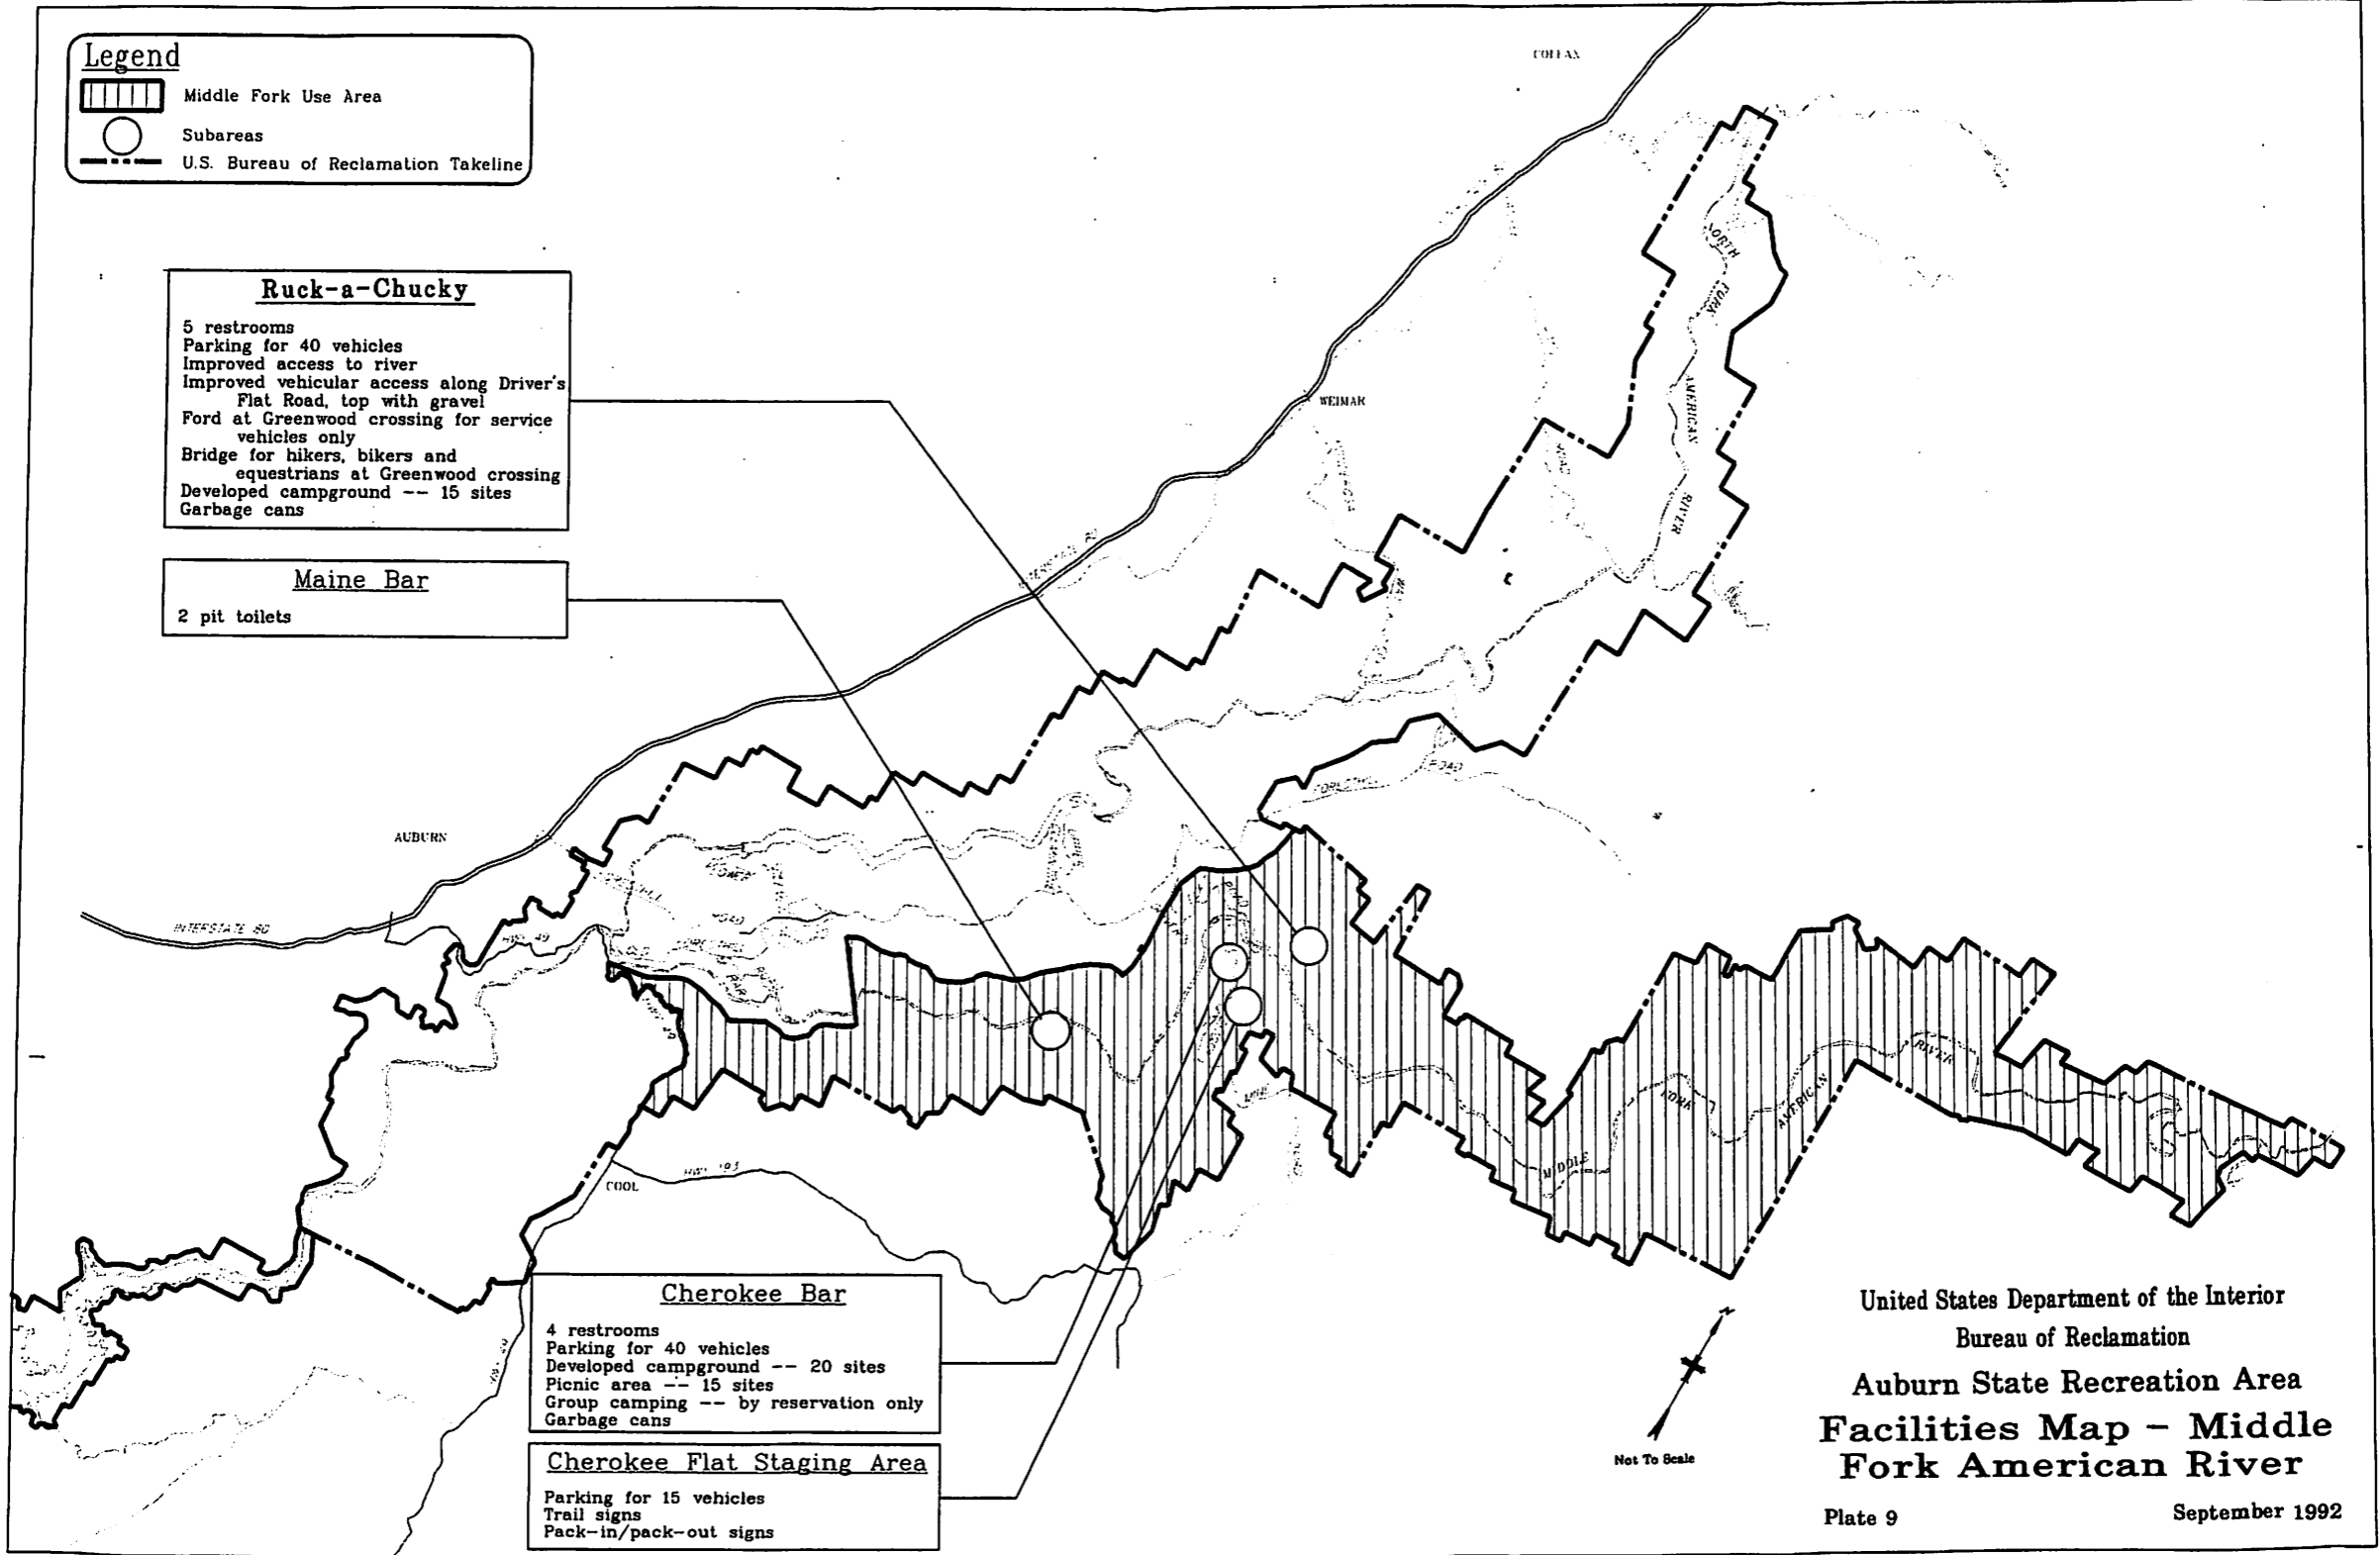 Legend
Middle Fork Use Area
Subareas
U.S. Bureau of Reclamation Takeline
COLFAX
Ruck-a-Chucky
5 restrooms
Parking for 40 vehicles
Improved access to river
Improved vehicular access along Driver's
Flat Road, top with gravel
Ford at Greenwood crossing for service
vehicles only
Bridge for hikers, bikers and
equestrians at Greenwood crossing
Developed campground -- 15 sites
Garbage cans
Maine Bar
2 pit toilets
NORTH
FORK
AMERICAN
RIVER
WEIMAR
INTERSTATE 80
ROAD
AUBURN
INTERSTATE 80
HWY 49
ROAD
RIVER
FORK
AMERICAN
MIDDLE
HWY 193
COOL
Cherokee Bar
4 restrooms
Parking for 40 vehicles
Developed campground -- 20 sites
Picnic area -- 15 sites
Group camping -- by reservation only
Garbage cans
Cherokee Flat Staging Area
Parking for 15 vehicles
Trail signs
Pack-in/pack-out signs
N
Not To Scale
United States Department of the Interior
Bureau of Reclamation
Auburn State Recreation Area
Facilities Map - Middle
Fork American River
Plate 9
September 1992